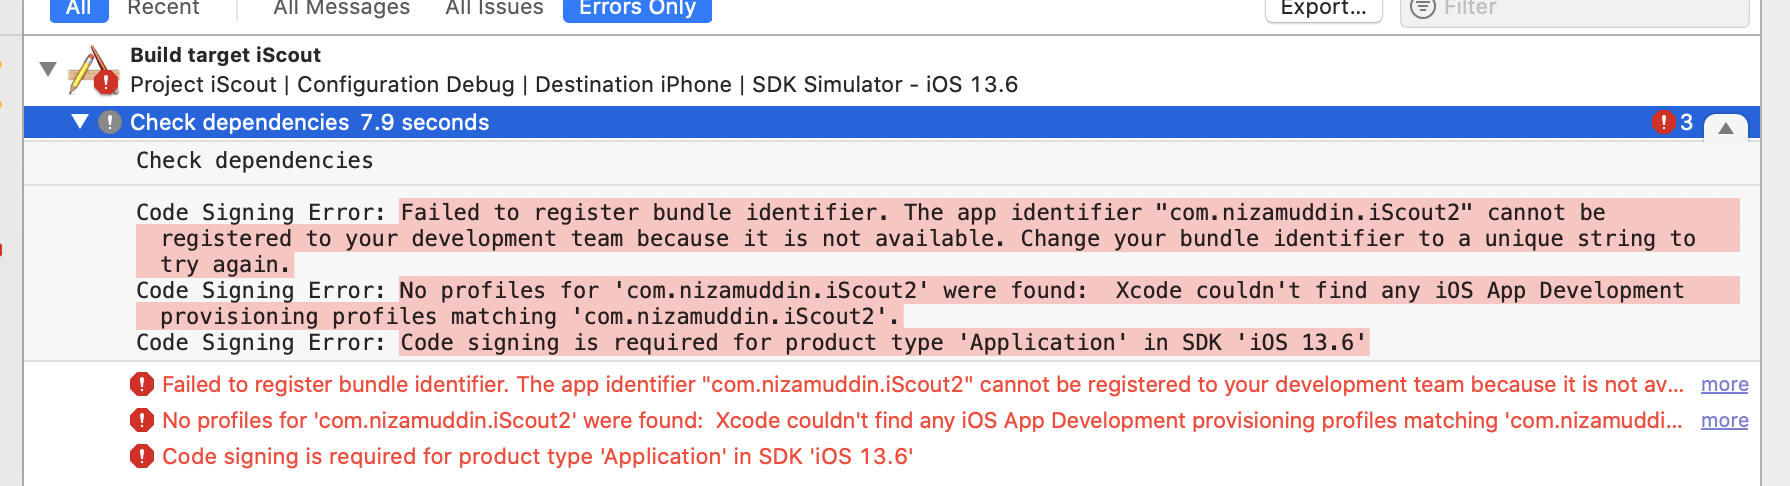 All Recent All Messages All Issues Errors Only Export... Filter
Build target iScout
Project iScout | Configuration Debug | Destination iPhone | SDK Simulator - iOS 13.6
Check dependencies 7.9 seconds 3
Check dependencies
Code Signing Error: Failed to register bundle identifier. The app identifier "com.nizamuddin.iScout2" cannot be
registered to your development team because it is not available. Change your bundle identifier to a unique string to
try again.
Code Signing Error: No profiles for 'com.nizamuddin.iScout2' were found:  Xcode couldn't find any iOS App Development
provisioning profiles matching 'com.nizamuddin.iScout2'.
Code Signing Error: Code signing is required for product type 'Application' in SDK 'iOS 13.6'
Failed to register bundle identifier. The app identifier "com.nizamuddin.iScout2" cannot be registered to your development team because it is not av... more
No profiles for 'com.nizamuddin.iScout2' were found:  Xcode couldn't find any iOS App Development provisioning profiles matching 'com.nizamuddi... more
Code signing is required for product type 'Application' in SDK 'iOS 13.6'